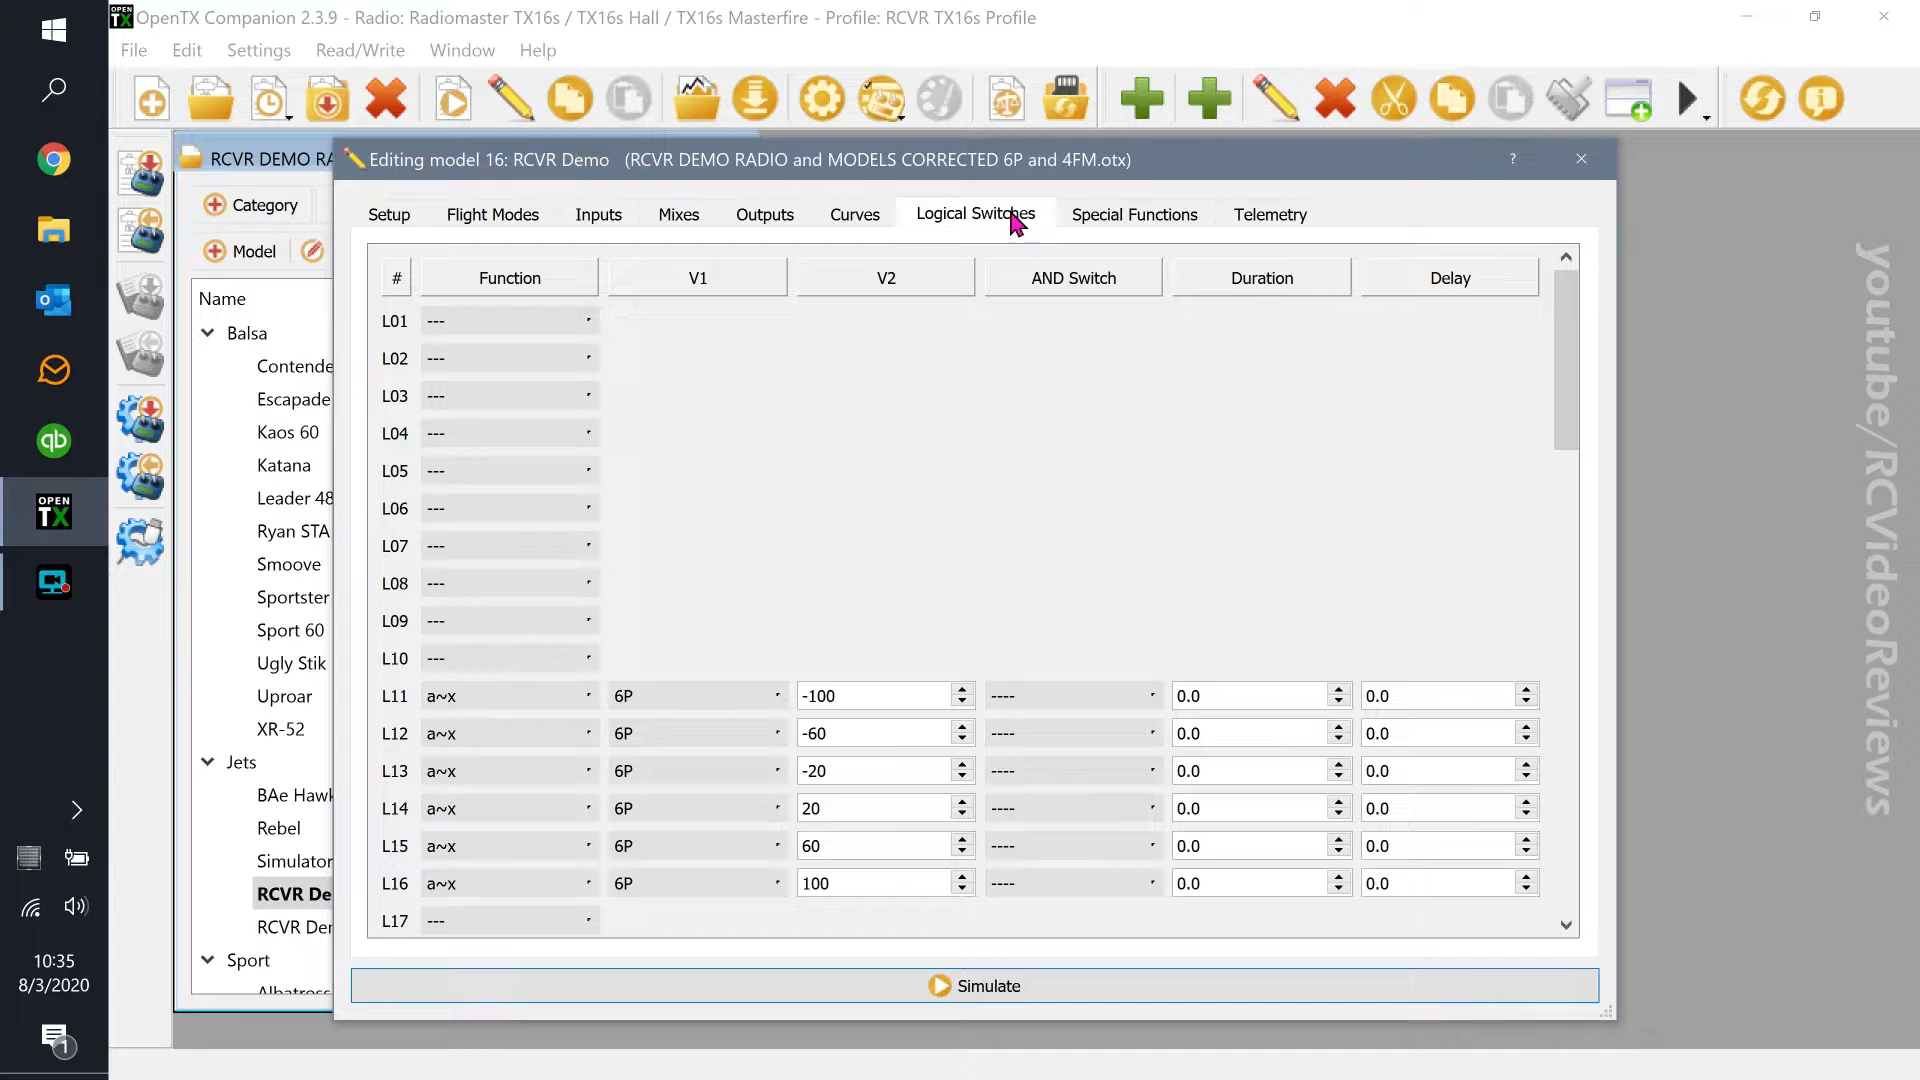 OpenTX Companion 2.3.9 - Radio: Radiomaster TX16s / TX16s Hall / TX16s Masterfire - Profile: RCVR TX16s Profile
File Edit Settings Read/Write Window Help
RCVR DEMO RA
Editing model 16: RCVR Demo (RCVR DEMO RADIO and MODELS CORRECTED 6P and 4FM.otx)
Category
Model
Name
Balsa
Contende
Escapade
Kaos 60
Katana
Leader 48
Ryan STA
Smoove
Sportster
Sport 60
Ugly Stik
Uproar
XR-52
Jets
BAe Hawk
Rebel
Simulator
RCVR De
RCVR Der
Sport
Albatross
Setup Flight Modes Inputs Mixes Outputs Curves Logical Switches Special Functions Telemetry
# Function V1 V2 AND Switch Duration Delay
L01 ---
L02 ---
L03 ---
L04 ---
L05 ---
L06 ---
L07 ---
L08 ---
L09 ---
L10 ---
L11 a~x 6P -100 ---- 0.0 0.0
L12 a~x 6P -60 ---- 0.0 0.0
L13 a~x 6P -20 ---- 0.0 0.0
L14 a~x 6P 20 ---- 0.0 0.0
L15 a~x 6P 60 ---- 0.0 0.0
L16 a~x 6P 100 ---- 0.0 0.0
L17 ---
Simulate
OPEN
TX
qb
10:35
8/3/2020
1
youtube/RCVideoReviews